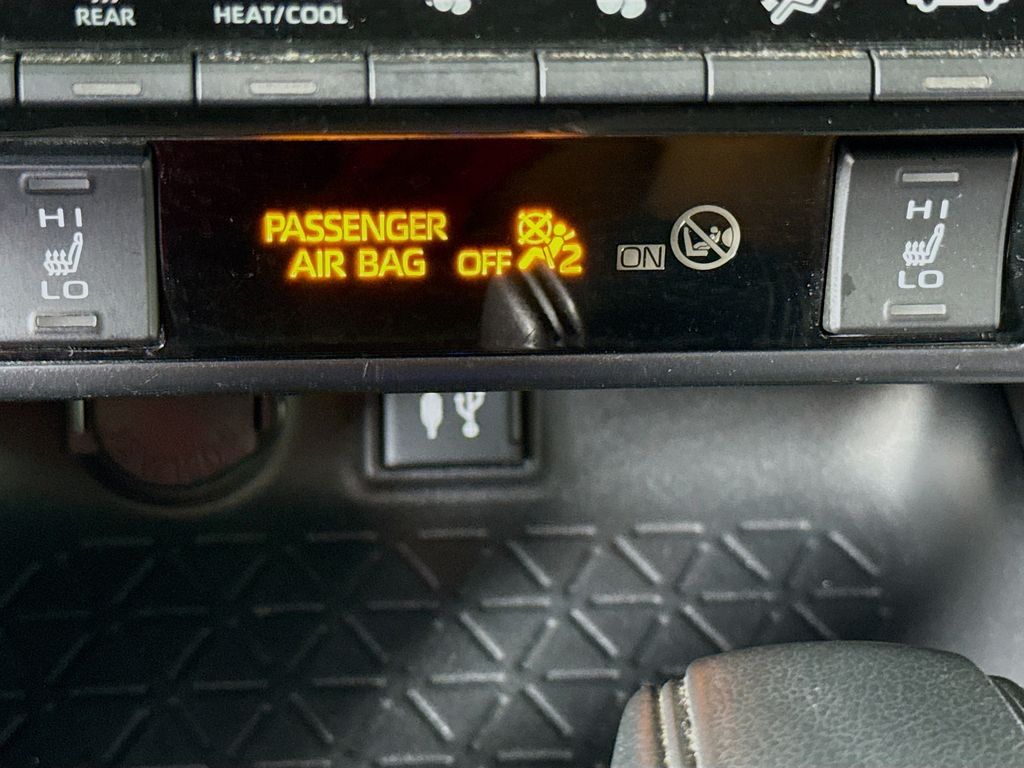 REAR
HEAT/COOL
HI
LO
PASSENGER
AIR BAG OFF 2
ON
HI
LO